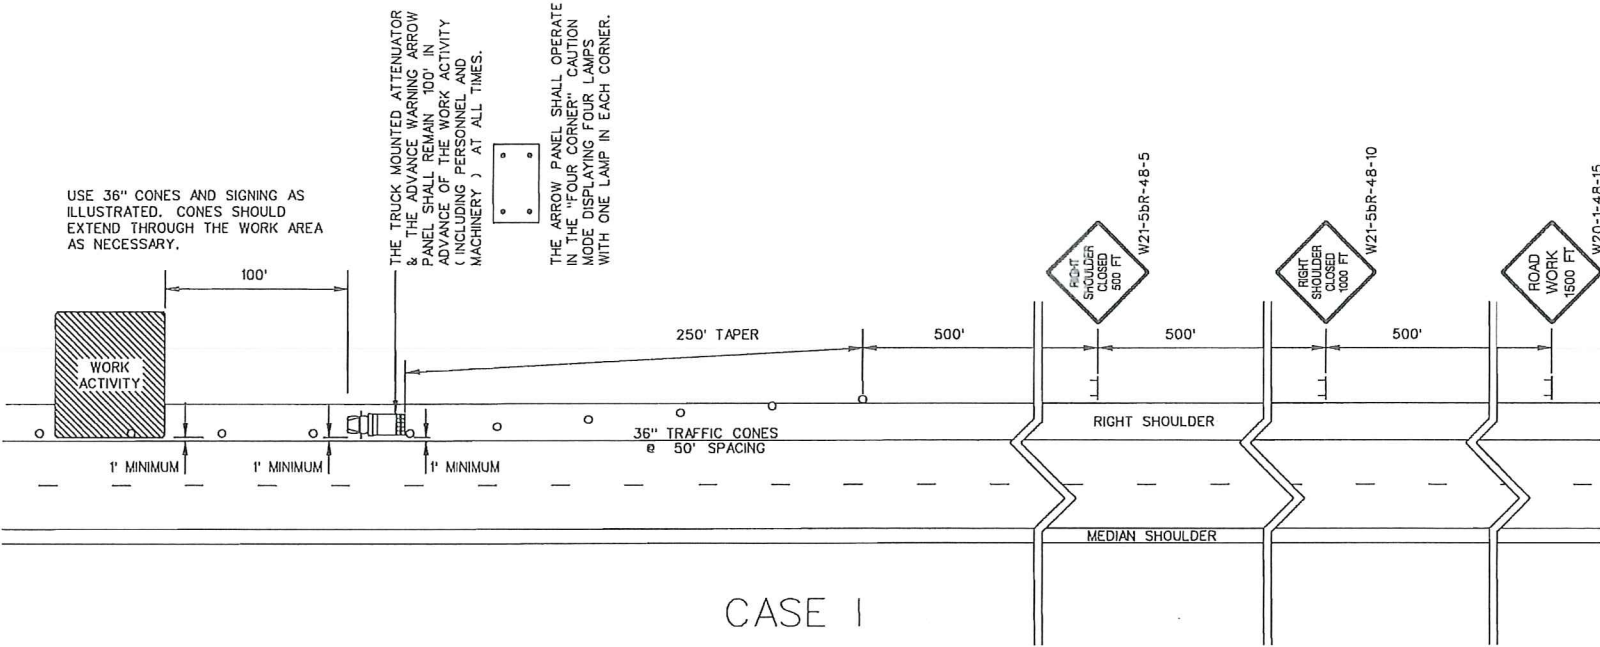 USE 36" CONES AND SIGNING AS
ILLUSTRATED. CONES SHOULD
EXTEND THROUGH THE WORK AREA
AS NECESSARY.
THE TRUCK MOUNTED ATTENUATOR
& THE ADVANCE WARNING ARROW
PANEL SHALL REMAIN 100' IN
ADVANCE OF THE WORK ACTIVITY
( INCLUDING PERSONNEL AND
MACHINERY ) AT ALL TIMES.
THE ARROW PANEL SHALL OPERATE
IN THE "FOUR CORNER" CAUTION
MODE DISPLAYING FOUR LAMPS
WITH ONE LAMP IN EACH CORNER.
W21-5bR-48-5
W21-5bR-48-10
W20-1-48-15
RIGHT
SHOULDER
CLOSED
500 FT
RIGHT
SHOULDER
CLOSED
1000 FT
ROAD
WORK
1500 FT
100'
250' TAPER
500'
500'
500'
WORK
ACTIVITY
RIGHT SHOULDER
36" TRAFFIC CONES
@ 50' SPACING
1' MINIMUM
1' MINIMUM
1' MINIMUM
MEDIAN SHOULDER
CASE I